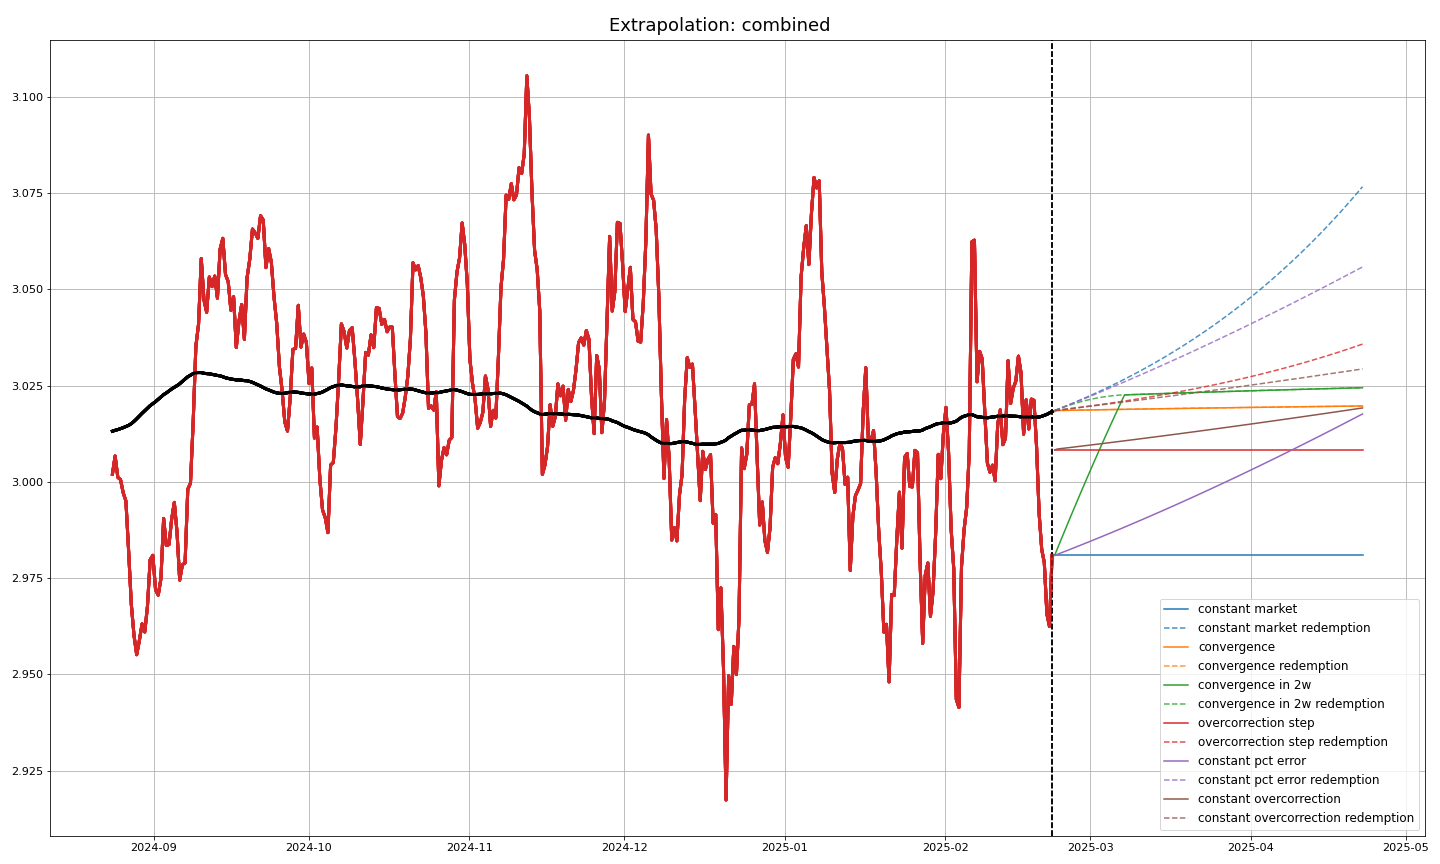 Extrapolation: combined
3.100
3.075
3.050
3.025
3.000
2.975
2.950
2.925
constant market
constant market redemption
convergence
convergence redemption
convergence in 2w
convergence in 2w redemption
overcorrection step
overcorrection step redemption
constant pct error
constant pct error redemption
constant overcorrection
constant overcorrection redemption
2024-09 2024-10 2024-11 2024-12 2025-01 2025-02 2025-03 2025-04 2025-05